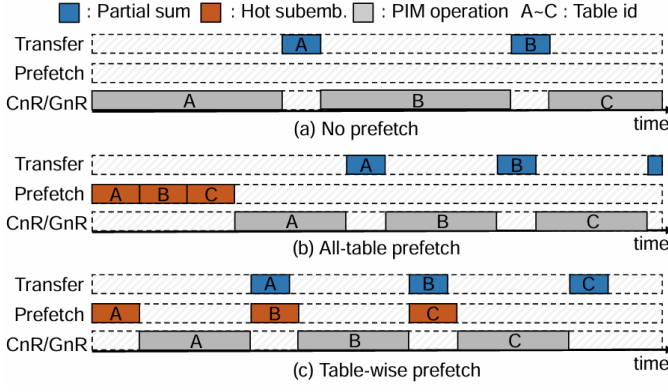 : Partial sum : Hot subemb. : PIM operation A~C : Table id
Transfer A B
Prefetch
CnR/GnR A B C
time
(a) No prefetch
Transfer A B
Prefetch A B C
CnR/GnR A B C
time
(b) All-table prefetch
Transfer A B C
Prefetch A B C
CnR/GnR A B C
time
(c) Table-wise prefetch